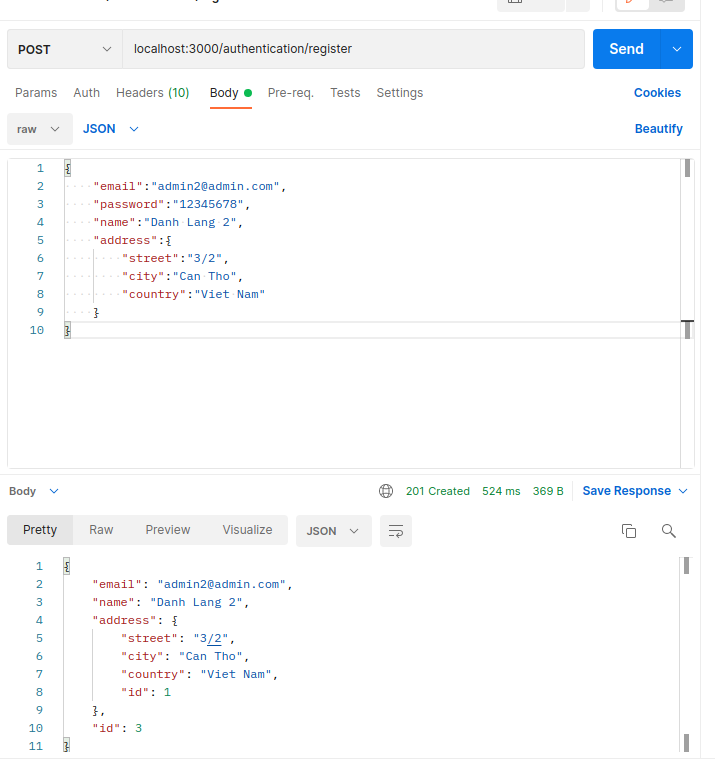 POST localhost:3000/authentication/register Send
Params Auth Headers (10) Body Pre-req. Tests Settings Cookies
raw JSON Beautify
1 {
2 "email":"admin2@admin.com",
3 "password":"12345678",
4 "name":"Danh Lang 2",
5 "address":{
6 "street":"3/2",
7 "city":"Can Tho",
8 "country":"Viet Nam"
9 }
10 }
Body 201 Created 524 ms 369 B Save Response
Pretty Raw Preview Visualize JSON
1 {
2 "email": "admin2@admin.com",
3 "name": "Danh Lang 2",
4 "address": {
5 "street": "3/2",
6 "city": "Can Tho",
7 "country": "Viet Nam",
8 "id": 1
9 },
10 "id": 3
11 }